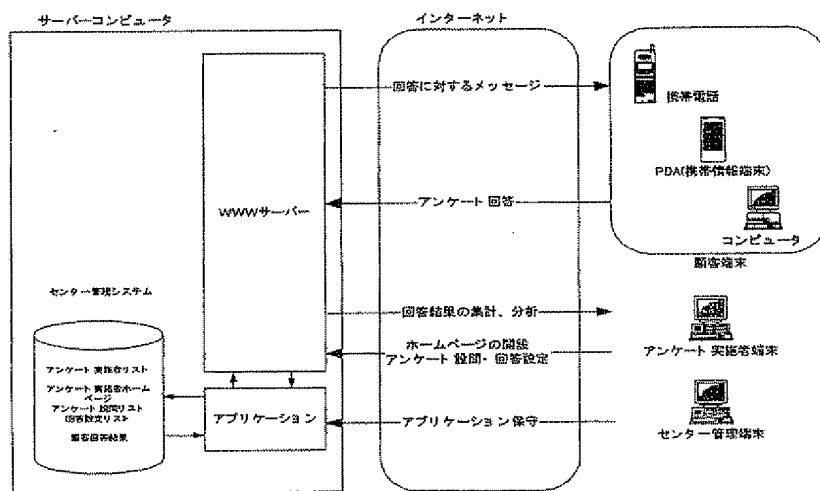 サーバーコンピュータ
インターネット
回答に対するメッセージ
携帯電話
PDA(携帯情報端末)
WWWサーバー
アンケート 回答
コンピュータ
顧客端末
センター管理システム
回答結果の集計、分析
ホームページの開設
アンケート 設問・ 回答設定
アンケート 実施者端末
アンケート 実施者リスト
アンケート 実施者ホーム
ページ
アンケート 設問リスト
回答設定リスト
顧客回答結果
アプリケーション
アプリケーション 保守
センター管理端末